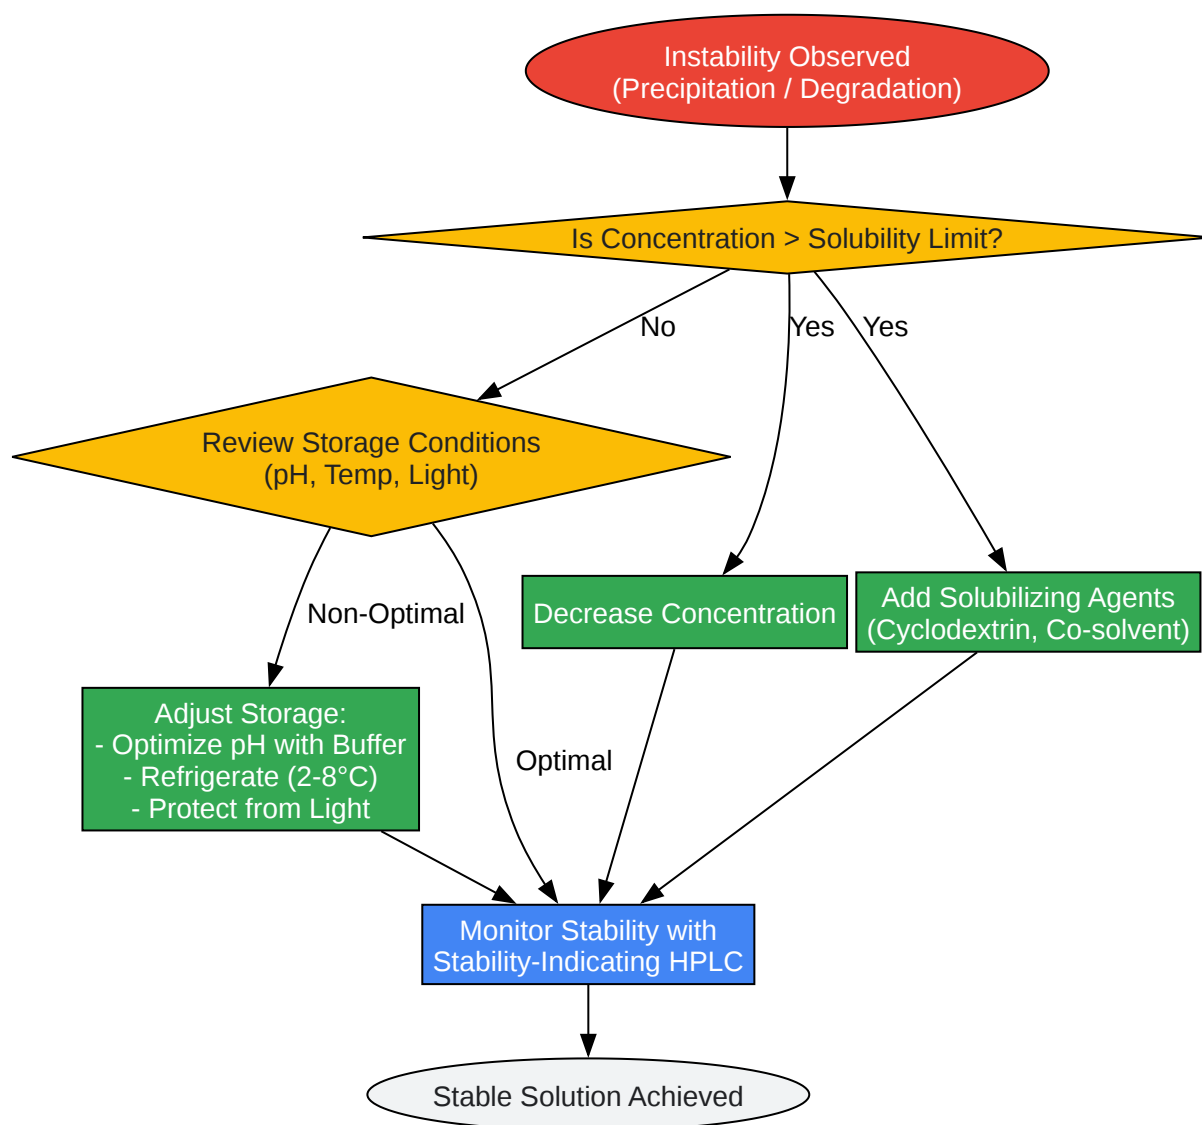 Instability Observed
(Precipitation / Degradation)
Is Concentration > Solubility Limit?
No
Yes
Yes
Review Storage Conditions
(pH, Temp, Light)
Non-Optimal
Decrease Concentration
Add Solubilizing Agents
(Cyclodextrin, Co-solvent)
Adjust Storage:
- Optimize pH with Buffer
- Refrigerate (2-8°C)
- Protect from Light
Optimal
Monitor Stability with
Stability-Indicating HPLC
Stable Solution Achieved